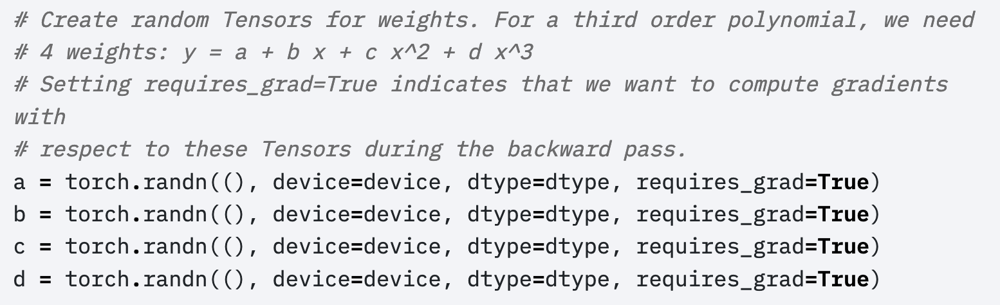 # Create random Tensors for weights. For a third order polynomial, we need
# 4 weights: y = a + b x + c x^2 + d x^3
# Setting requires_grad=True indicates that we want to compute gradients
with
# respect to these Tensors during the backward pass.
a = torch.randn((), device=device, dtype=dtype, requires_grad=True)
b = torch.randn((), device=device, dtype=dtype, requires_grad=True)
c = torch.randn((), device=device, dtype=dtype, requires_grad=True)
d = torch.randn((), device=device, dtype=dtype, requires_grad=True)